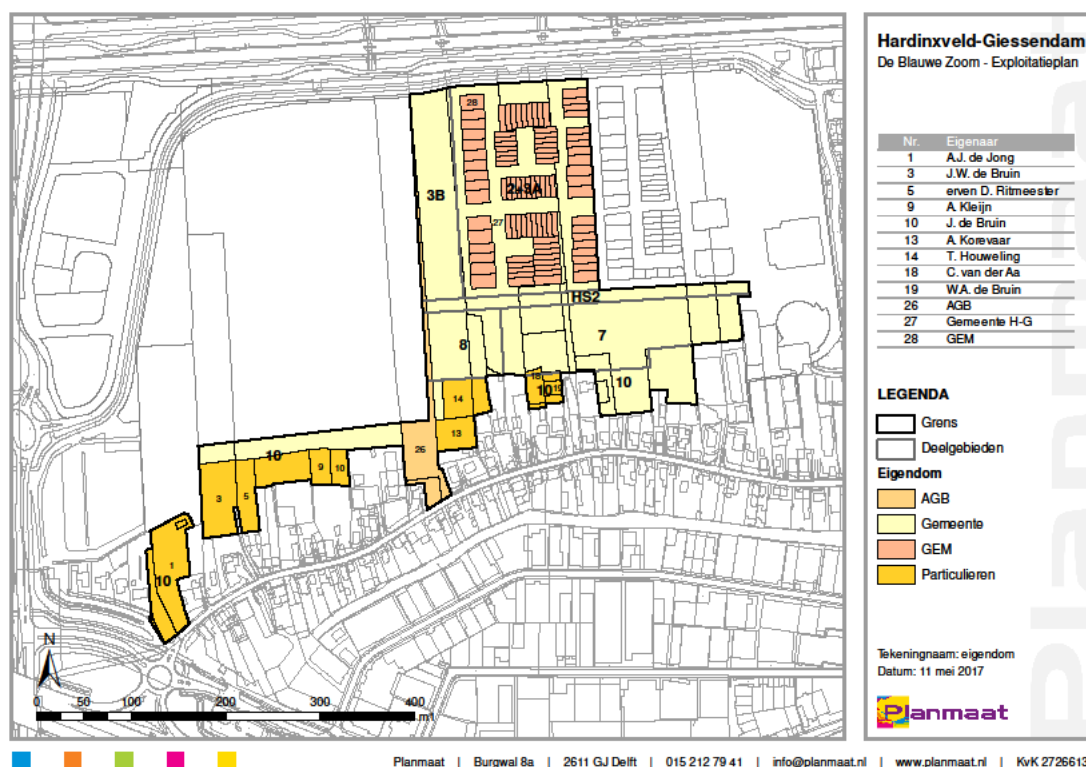 28
3B
2+3A
27
HS2
7
8
10
18
10
19
14
13
26
10
9
10
3
5
1
10
N
0 50 100 200 300 400
m
Hardinxveld-Giessendam
De Blauwe Zoom - Exploitatieplan
Nr. Eigenaar
1 A.J. de Jong
3 J.W. de Bruin
5 erven D. Ritmeester
9 A. Kleijn
10 J. de Bruin
13 A. Korevaar
14 T. Houweling
18 C. van der Aa
19 W.A. de Bruin
26 AGB
27 Gemeente H-G
28 GEM
LEGENDA
Grens
Deelgebieden
Eigendom
AGB
Gemeente
GEM
Particulieren
Tekeningnaam: eigendom
Datum: 11 mei 2017
Planmaat
Planmaat | Burgwal 8a | 2611 GJ Delft | 015 212 79 41 | info@planmaat.nl | www.planmaat.nl | KvK 2726613